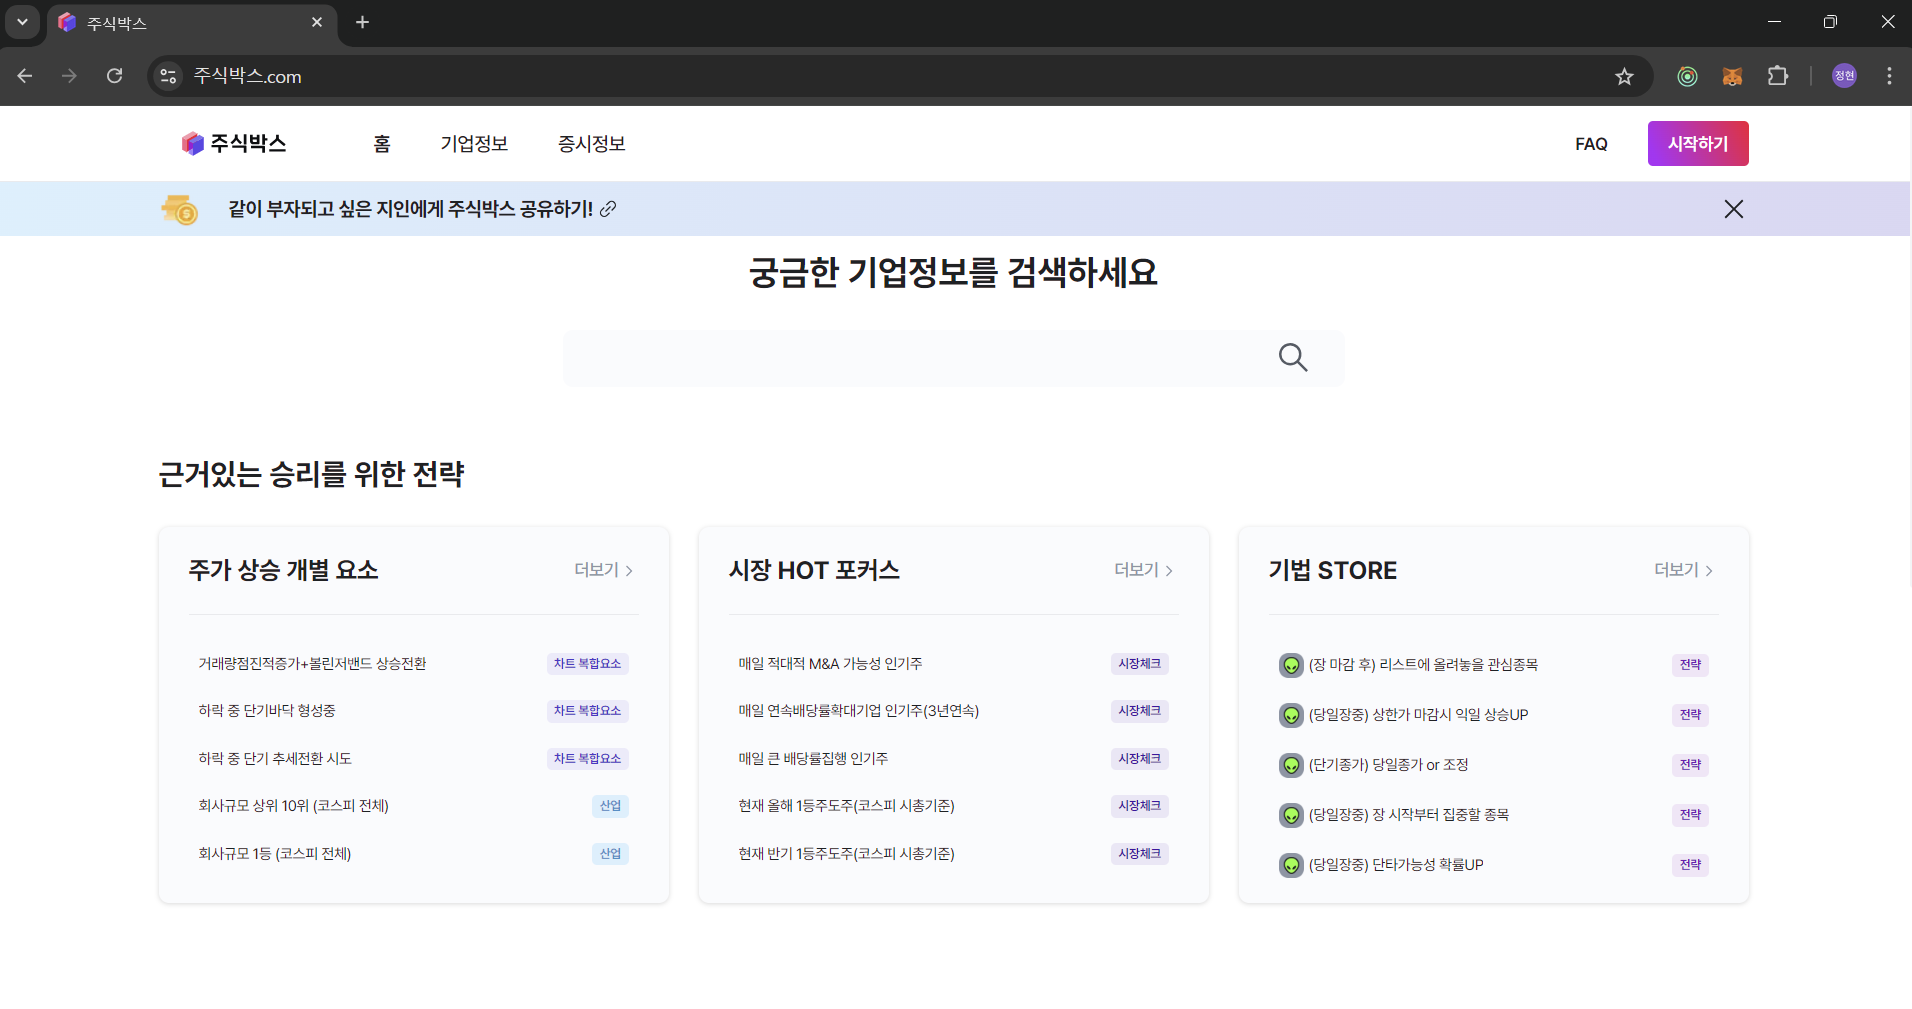 주식박스
주식박스.com
정현
주식박스
홈
기업정보
증시정보
FAQ
시작하기
같이 부자되고 싶은 지인에게 주식박스 공유하기!
궁금한 기업정보를 검색하세요
근거있는 승리를 위한 전략
주가 상승 개별 요소
더보기
거래량점진적증가+볼린저밴드 상승전환
차트 복합요소
하락 중 단기바닥 형성중
차트 복합요소
하락 중 단기 추세전환 시도
차트 복합요소
회사규모 상위 10위 (코스피 전체)
산업
회사규모 1등 (코스피 전체)
산업
시장 HOT 포커스
더보기
매일 적대적 M&A 가능성 인기주
시장체크
매일 연속배당률확대기업 인기주(3년연속)
시장체크
매일 큰 배당률집행 인기주
시장체크
현재 올해 1등주도주(코스피 시총기준)
시장체크
현재 반기 1등주도주(코스피 시총기준)
시장체크
기법 STORE
더보기
(장 마감 후) 리스트에 올려놓을 관심종목
전략
(당일장중) 상한가 마감시 익일 상승UP
전략
(단기종가) 당일종가 or 조정
전략
(당일장중) 장 시작부터 집중할 종목
전략
(당일장중) 단타가능성 확률UP
전략